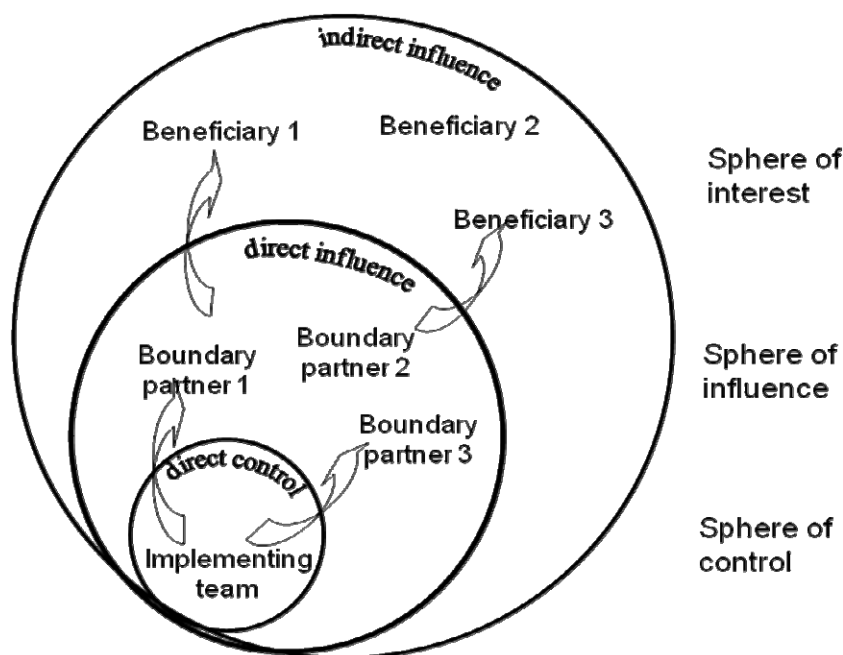 indirect influence
Beneficiary 1
Beneficiary 2
Sphere of
interest
Beneficiary 3
direct influence
Boundary
partner 1
Boundary
partner 2
Sphere of
influence
Boundary
partner 3
direct control
Implementing
team
Sphere of
control